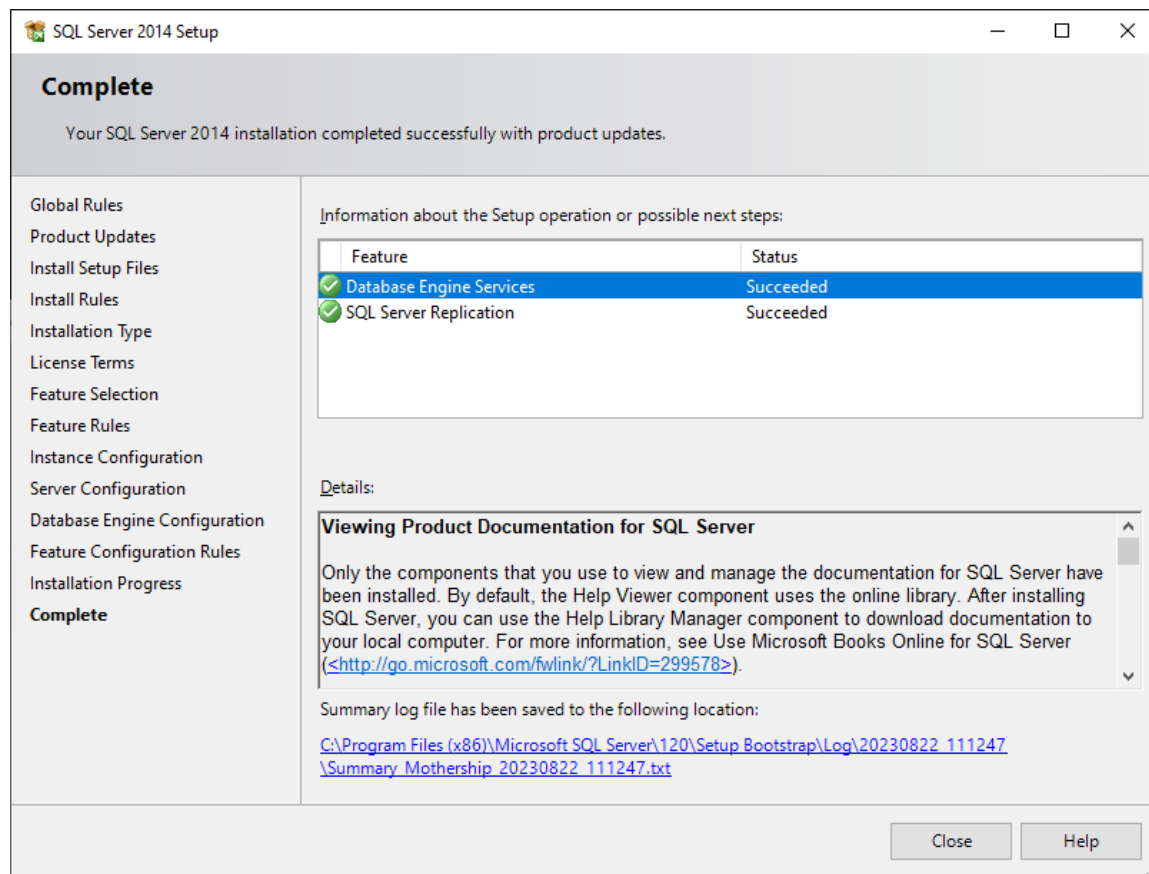 SQL Server 2014 Setup
Complete
Your SQL Server 2014 installation completed successfully with product updates.
Global Rules
Product Updates
Install Setup Files
Install Rules
Installation Type
License Terms
Feature Selection
Feature Rules
Instance Configuration
Server Configuration
Database Engine Configuration
Feature Configuration Rules
Installation Progress
Complete
Information about the Setup operation or possible next steps:
Feature Status
Database Engine Services Succeeded
SQL Server Replication Succeeded
Details:
Viewing Product Documentation for SQL Server
Only the components that you use to view and manage the documentation for SQL Server have
been installed. By default, the Help Viewer component uses the online library. After installing
SQL Server, you can use the Help Library Manager component to download documentation to
your local computer. For more information, see Use Microsoft Books Online for SQL Server
(<http://go.microsoft.com/fwlink/?LinkID=299578>).
Summary log file has been saved to the following location:
C:\Program Files (x86)\Microsoft SQL Server\120\Setup Bootstrap\Log\20230822_111247
\Summary_Mothership_20230822_111247.txt
Close Help